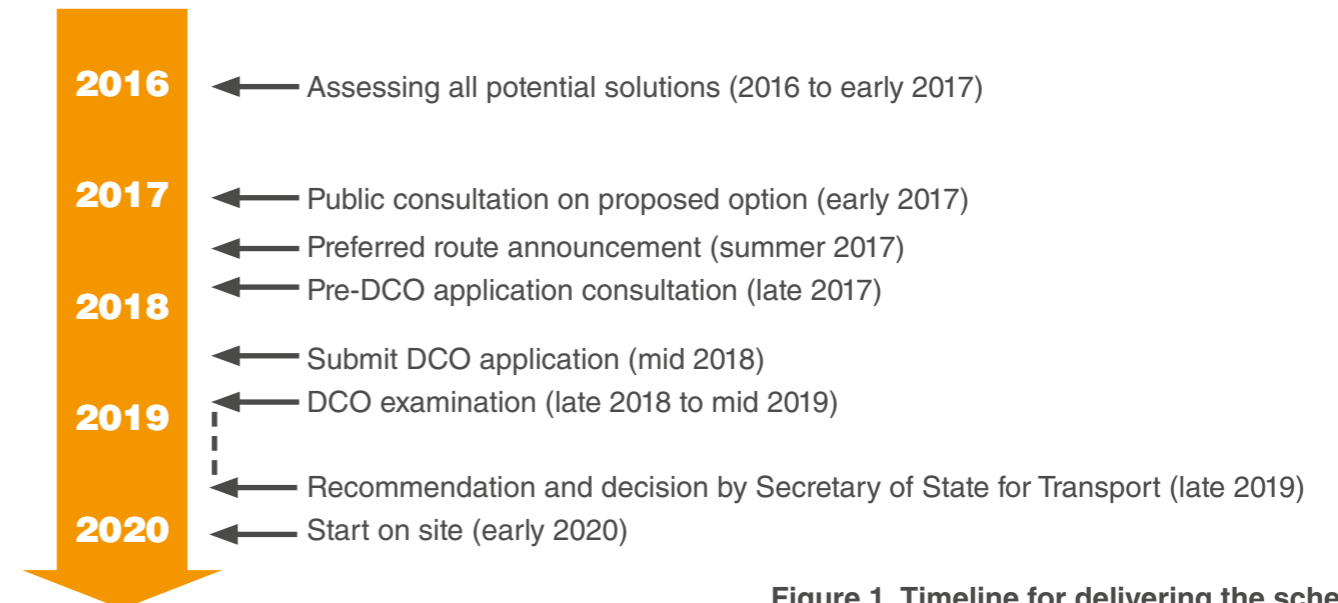 2016
Assessing all potential solutions (2016 to early 2017)
2017
Public consultation on proposed option (early 2017)
Preferred route announcement (summer 2017)
Pre-DCO application consultation (late 2017)
2018
Submit DCO application (mid 2018)
DCO examination (late 2018 to mid 2019)
2019
Recommendation and decision by Secretary of State for Transport (late 2019)
2020
Start on site (early 2020)
Figure 1 Timeline for delivering the